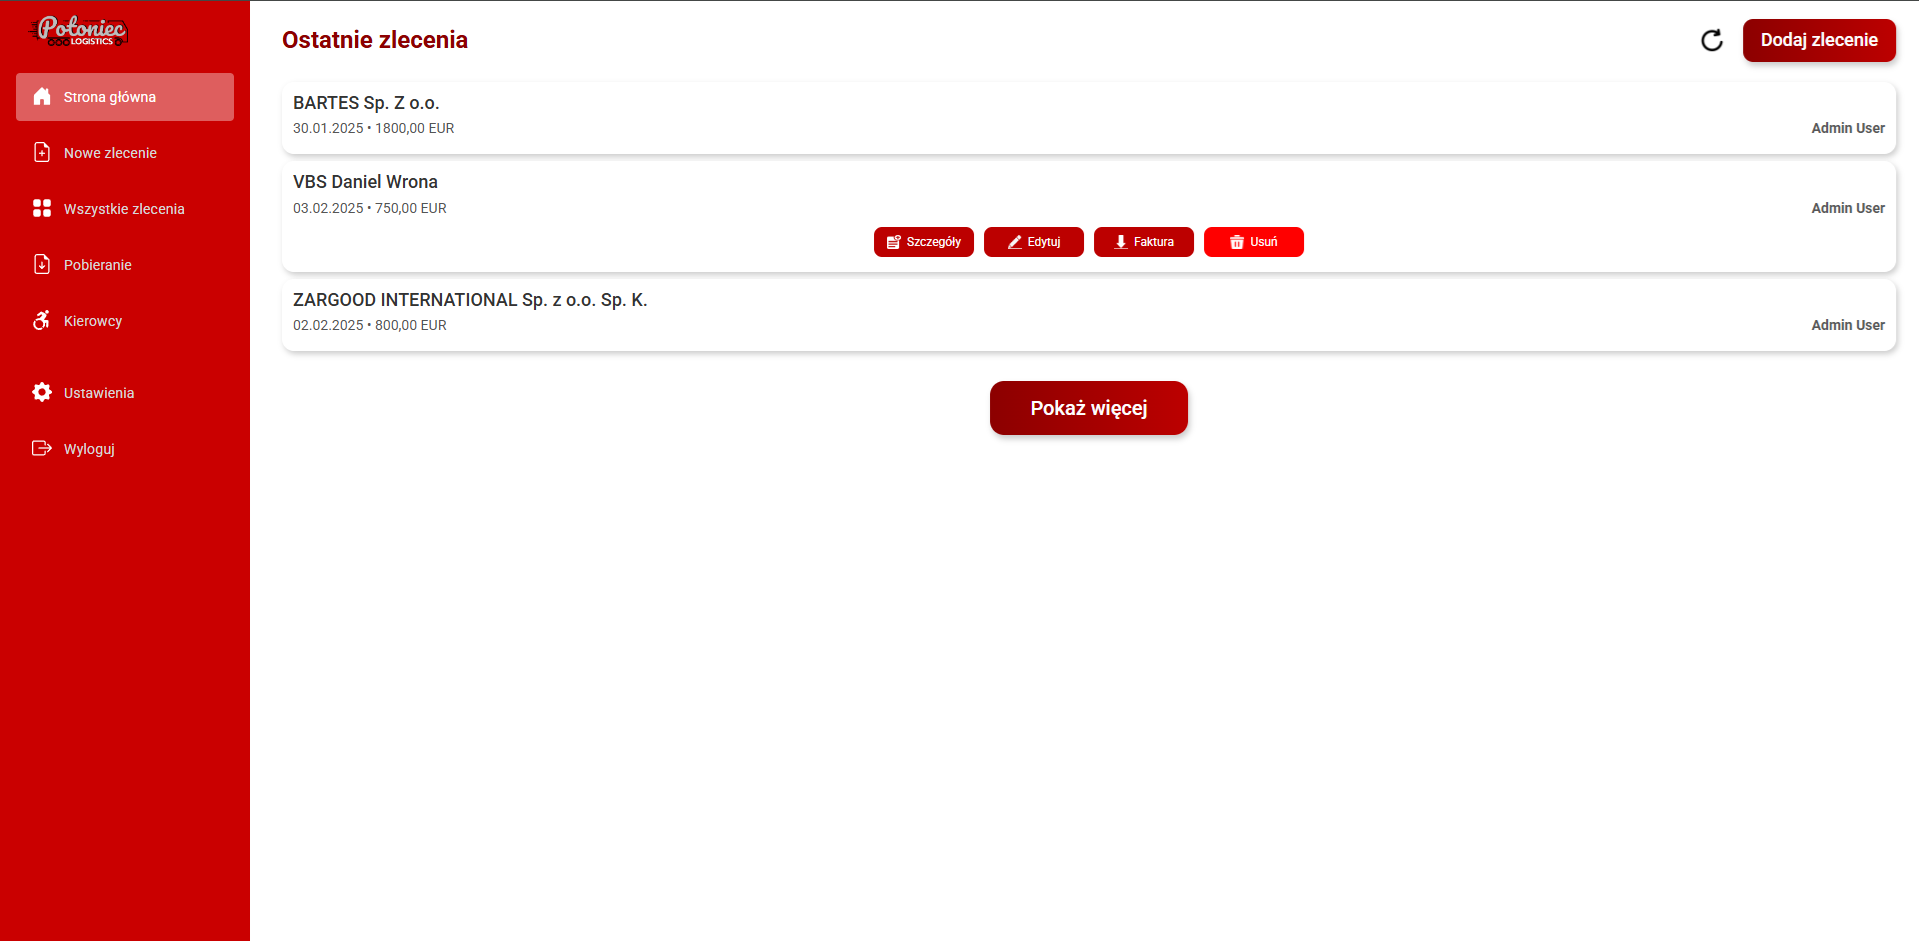 Połoniec
LOGISTICS
Strona główna
Nowe zlecenie
Wszystkie zlecenia
Pobieranie
Kierowcy
Ustawienia
Wyloguj
Ostatnie zlecenia
Dodaj zlecenie
BARTES Sp. Z o.o.
30.01.2025 • 1800,00 EUR
Admin User
VBS Daniel Wrona
03.02.2025 • 750,00 EUR
Admin User
Szczegóły
Edytuj
Faktura
Usuń
ZARGOOD INTERNATIONAL Sp. z o.o. Sp. K.
02.02.2025 • 800,00 EUR
Admin User
Pokaż więcej